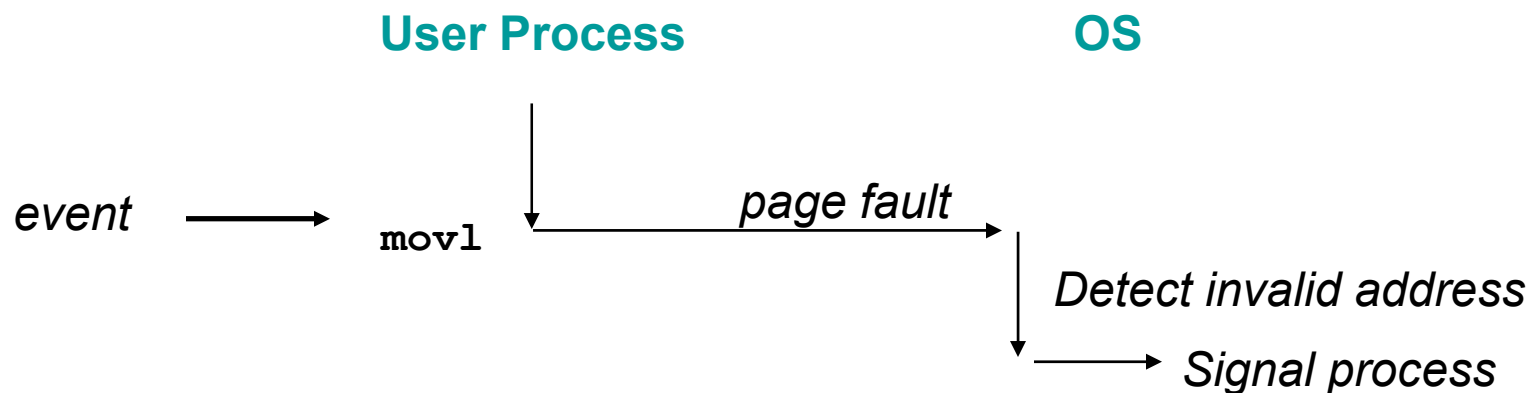 User Process OS
event
movl
page fault
Detect invalid address
Signal process